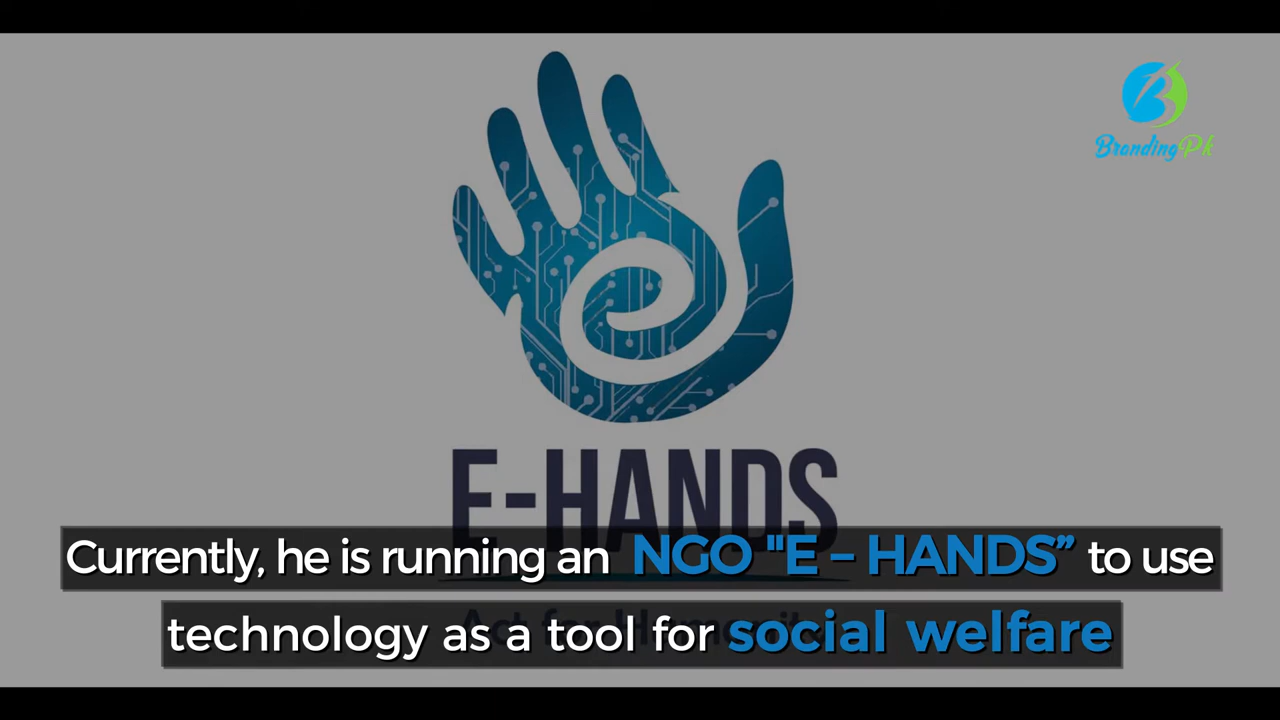 BrandingPk
E-HANDS
Currently, he is running an NGO "E – HANDS” to use
technology as a tool for social welfare